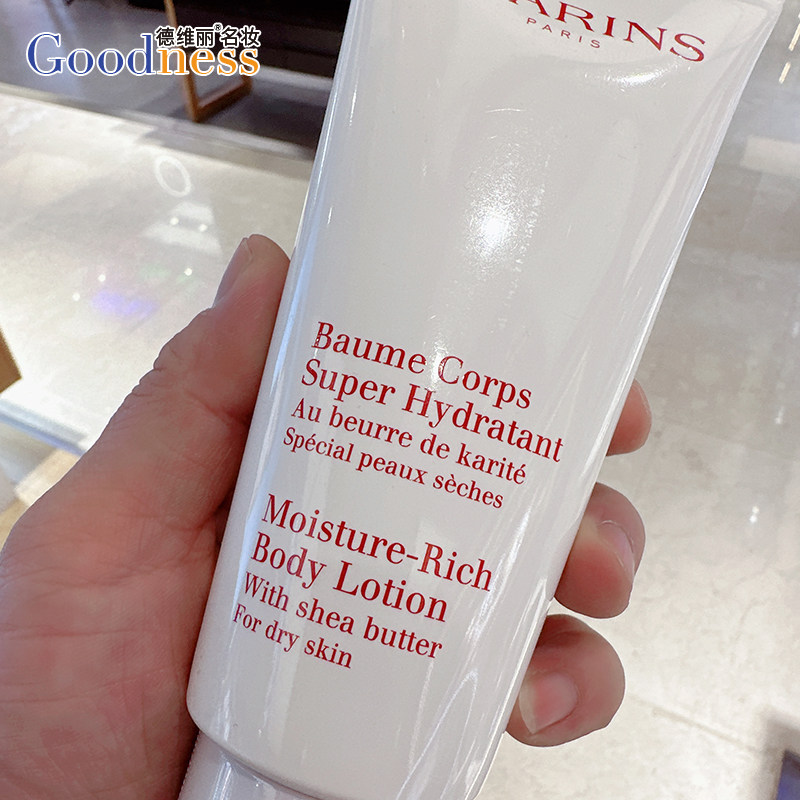 德维丽®名妆
Goodness
CLARINS
PARIS
Baume Corps
Super Hydratant
Au beurre de karité
Spécial peaux sèches
Moisture-Rich
Body Lotion
With shea butter
For dry skin